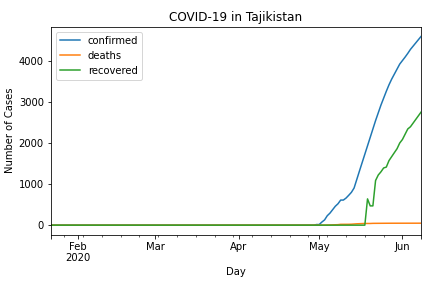 COVID-19 in Tajikistan
confirmed
deaths
recovered
Number of Cases
4000
3000
2000
1000
0
Feb
2020
Mar
Apr
May
Jun
Day